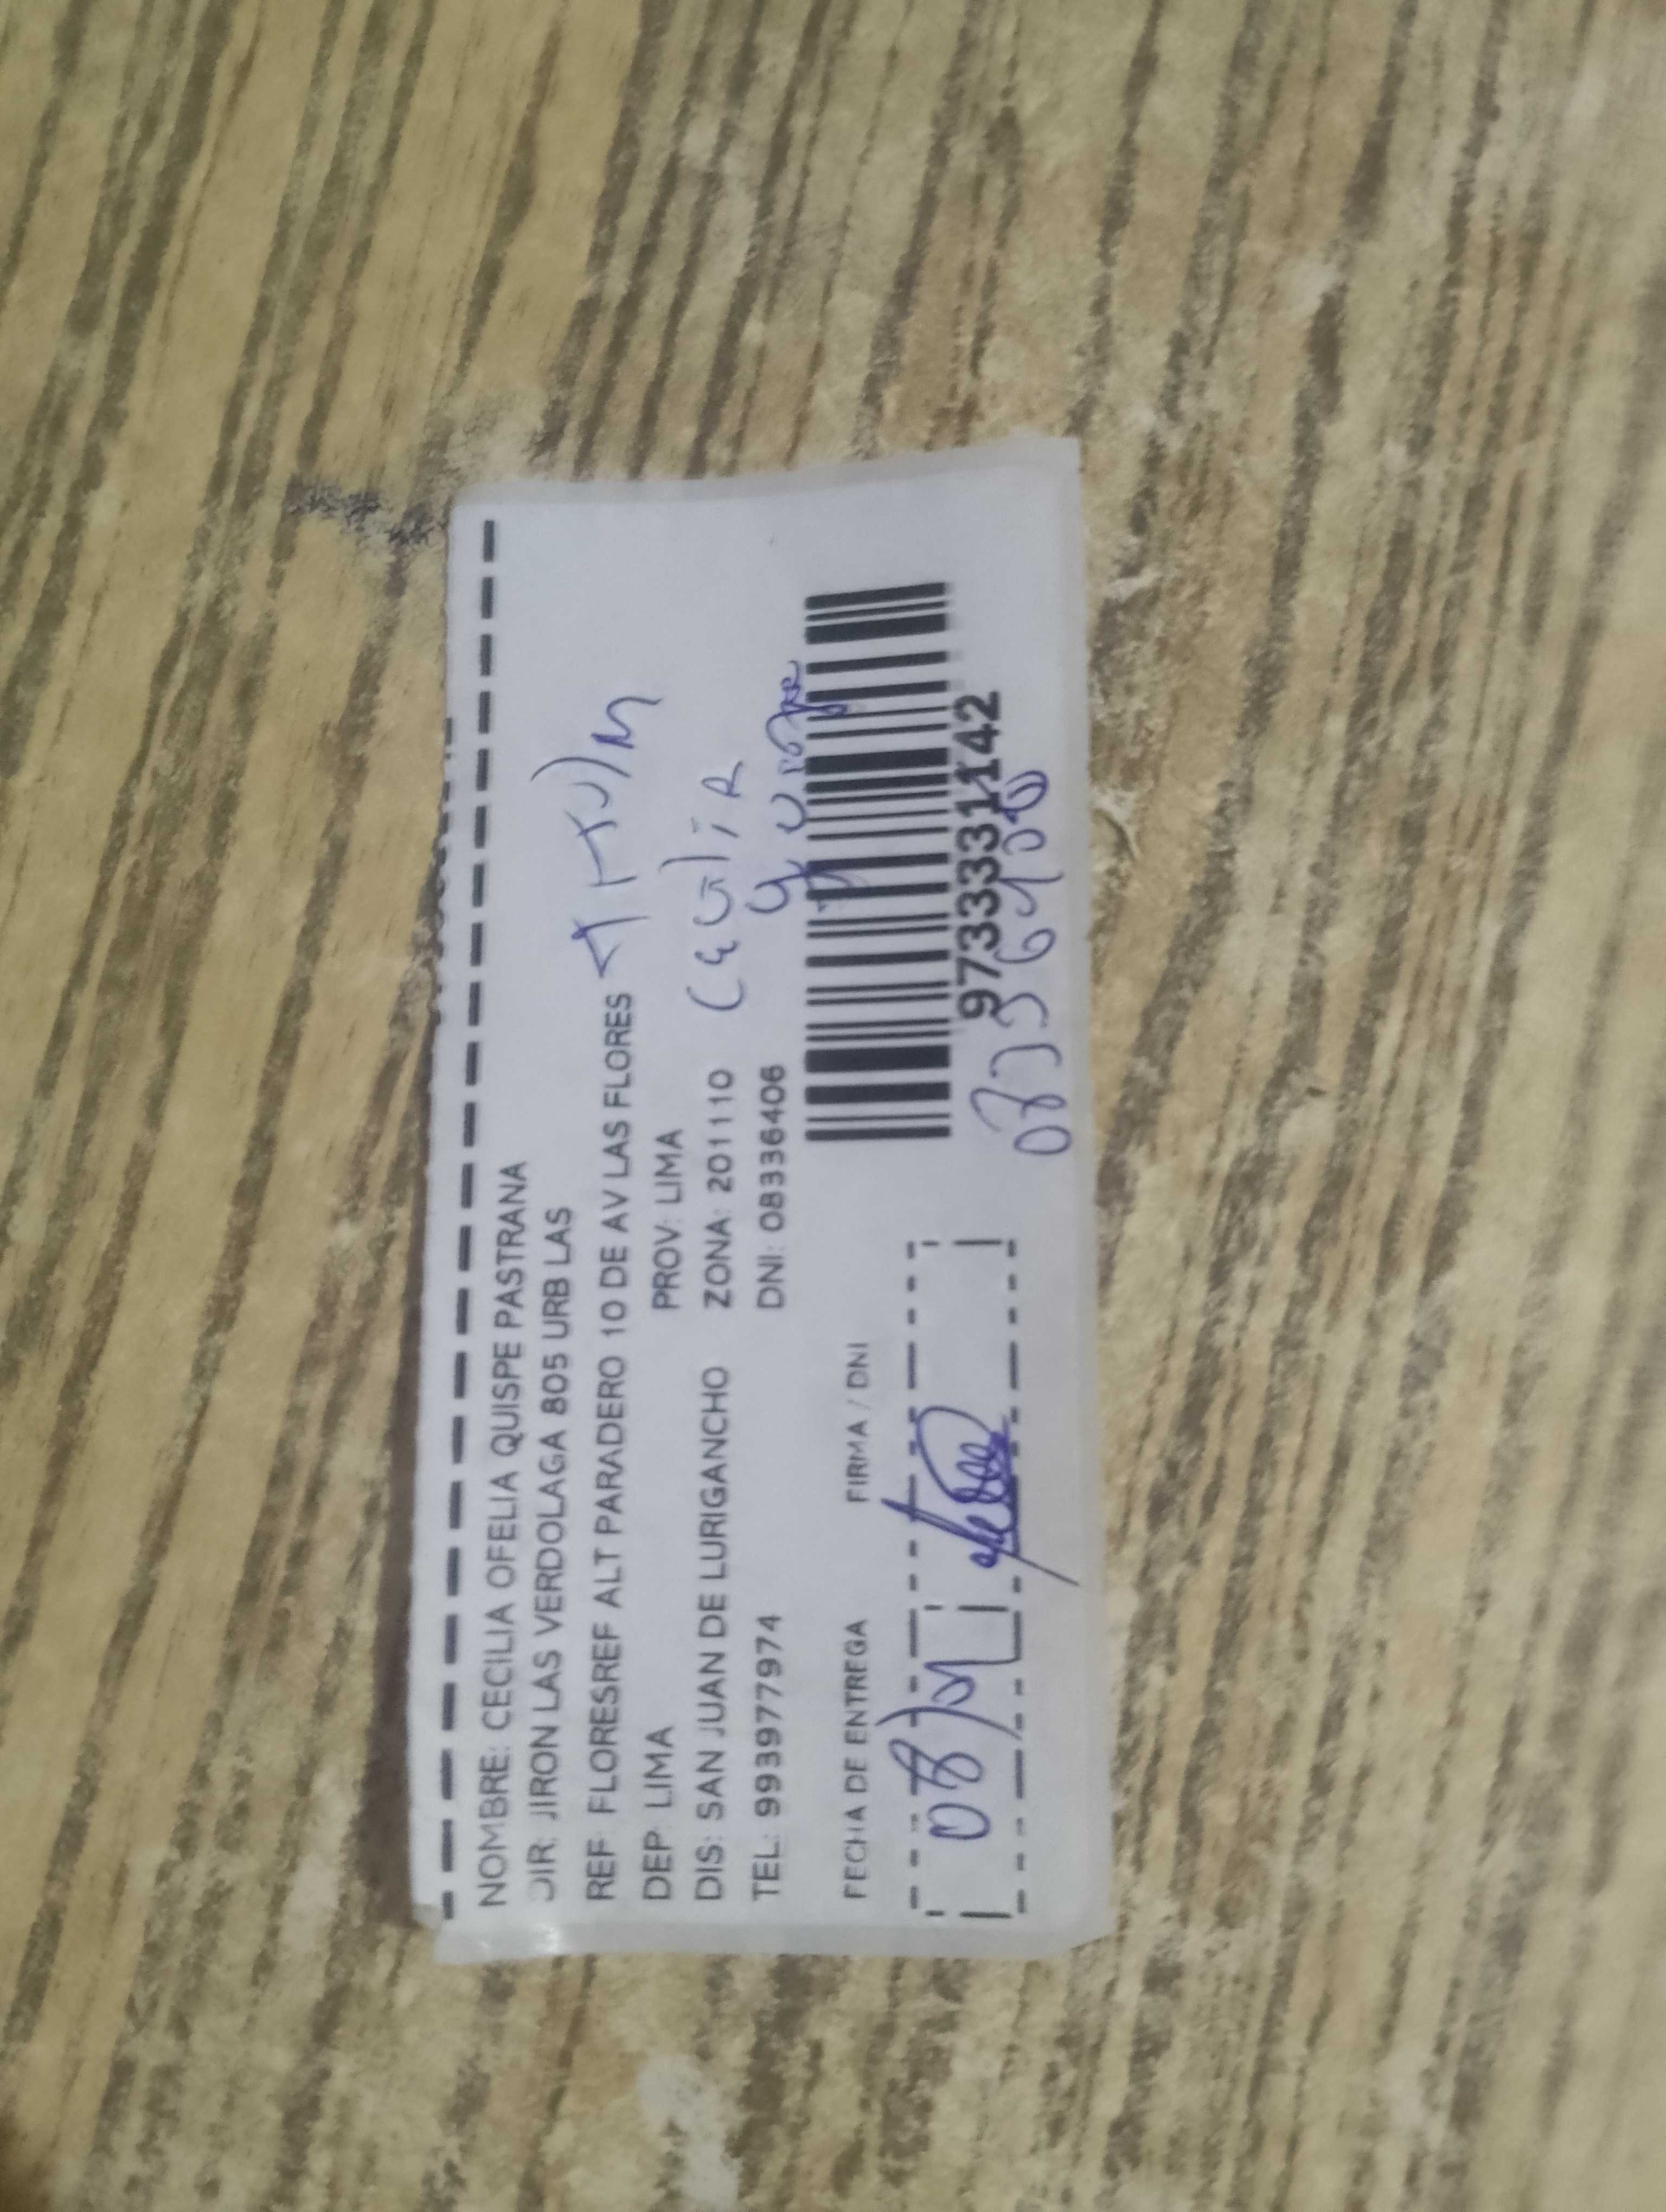 NOMBRE: CECILIA OFELIA QUISPE PASTRANA
DIR: JIRON LAS VERDOLAGA 805 URB LAS
REF: FLORESREF ALT PARADERO 10 DE AV LAS FLORES
DEP: LIMA PROV: LIMA
DIS: SAN JUAN DE LURIGANCHO ZONA: 201110
TEL: 993977974 DNI: 08336406
Cecilia
FECHA DE ENTREGA FIRMA / DNI
973331142
08336406